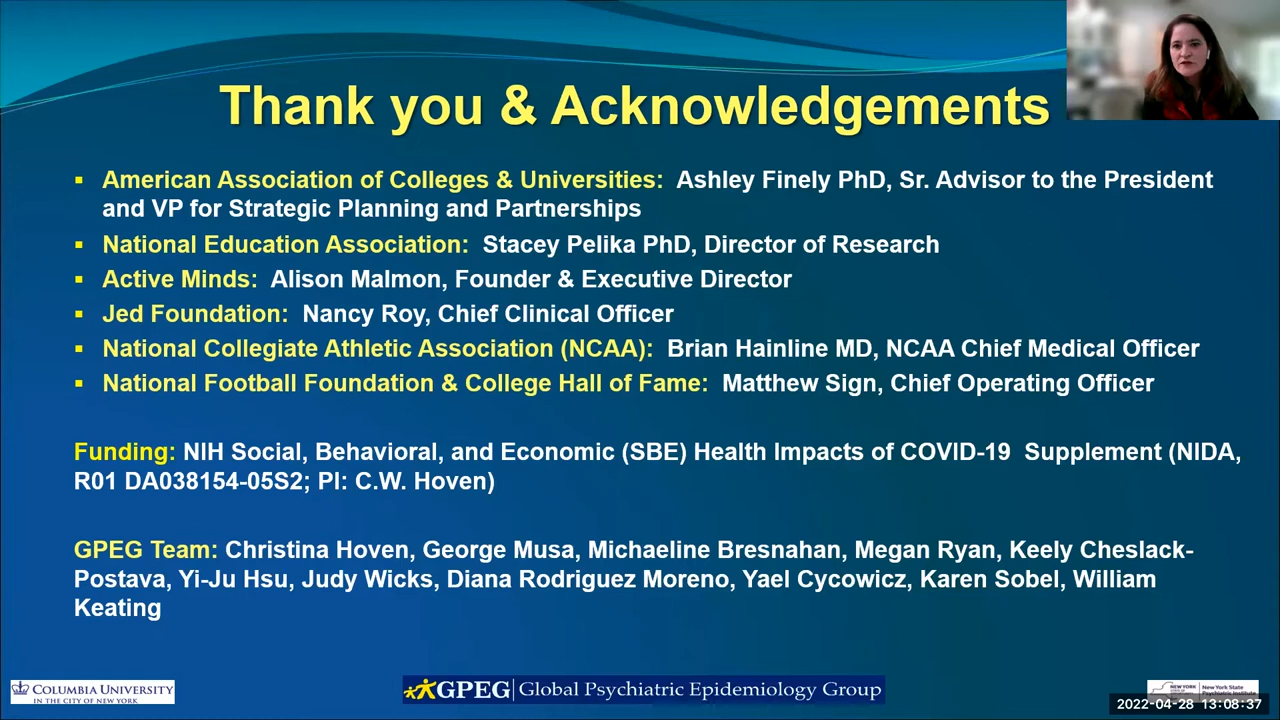 Thank you & Acknowledgements
▪ American Association of Colleges & Universities: Ashley Finely PhD, Sr. Advisor to the President
and VP for Strategic Planning and Partnerships
▪ National Education Association: Stacey Pelika PhD, Director of Research
▪ Active Minds: Alison Malmon, Founder & Executive Director
▪ Jed Foundation: Nancy Roy, Chief Clinical Officer
▪ National Collegiate Athletic Association (NCAA): Brian Hainline MD, NCAA Chief Medical Officer
▪ National Football Foundation & College Hall of Fame: Matthew Sign, Chief Operating Officer
Funding: NIH Social, Behavioral, and Economic (SBE) Health Impacts of COVID-19 Supplement (NIDA,
R01 DA038154-05S2; PI: C.W. Hoven)
GPEG Team: Christina Hoven, George Musa, Michaeline Bresnahan, Megan Ryan, Keely Cheslack-
Postava, Yi-Ju Hsu, Judy Wicks, Diana Rodriguez Moreno, Yael Cycowicz, Karen Sobel, William
Keating
COLUMBIA UNIVERSITY
IN THE CITY OF NEW YORK
GPEG | Global Psychiatric Epidemiology Group
NEW YORK
New York State
Psychiatric Institute
2022-04-28 13:08:37